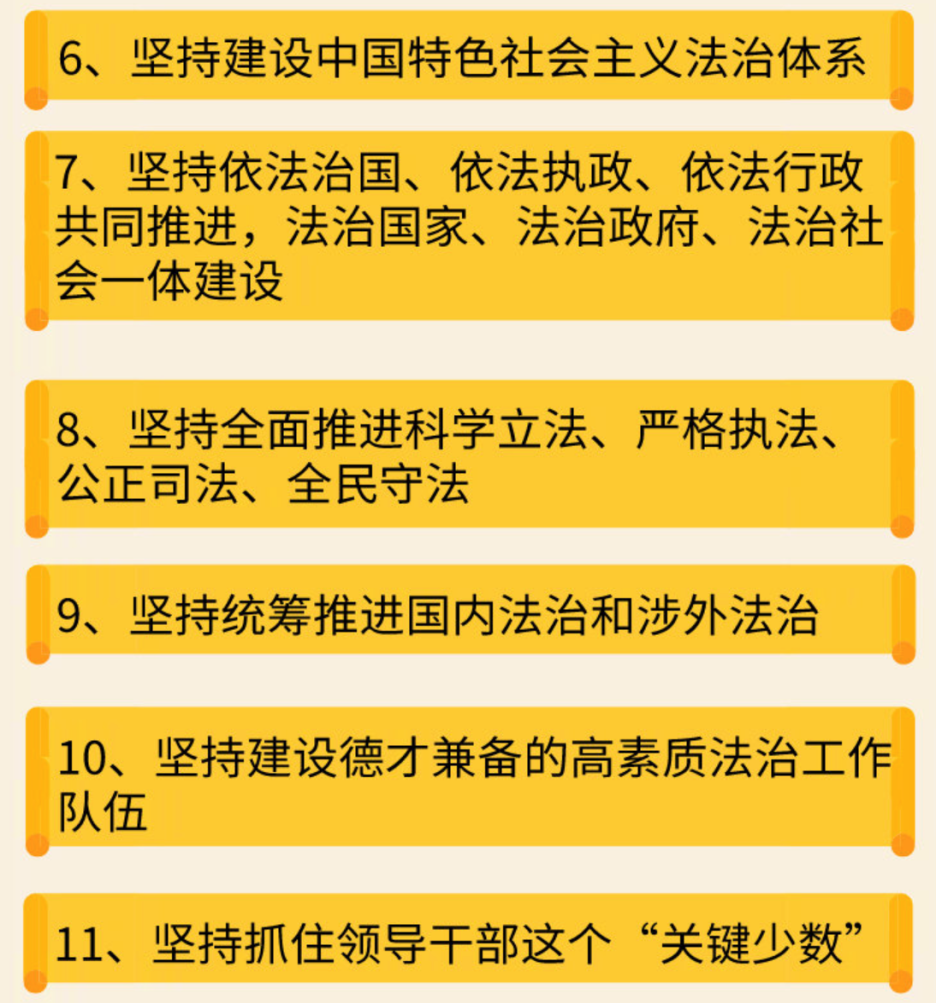 6、坚持建设中国特色社会主义法治体系
7、坚持依法治国、依法执政、依法行政
共同推进，法治国家、法治政府、法治社
会一体建设
8、坚持全面推进科学立法、严格执法、
公正司法、全民守法
9、坚持统筹推进国内法治和涉外法治
10、坚持建设德才兼备的高素质法治工作
队伍
11、坚持抓住领导干部这个“关键少数”